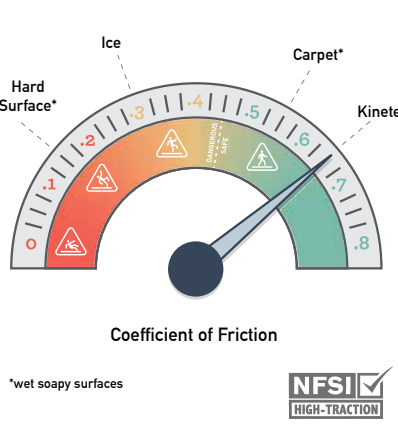 Ice
Carpet*
Hard
Surface*
Kinete
0
.1
.2
.3
.4
.5
.6
.7
.8
DANGEROUS
SAFE
Coefficient of Friction
*wet soapy surfaces
NFSI
HIGH-TRACTION